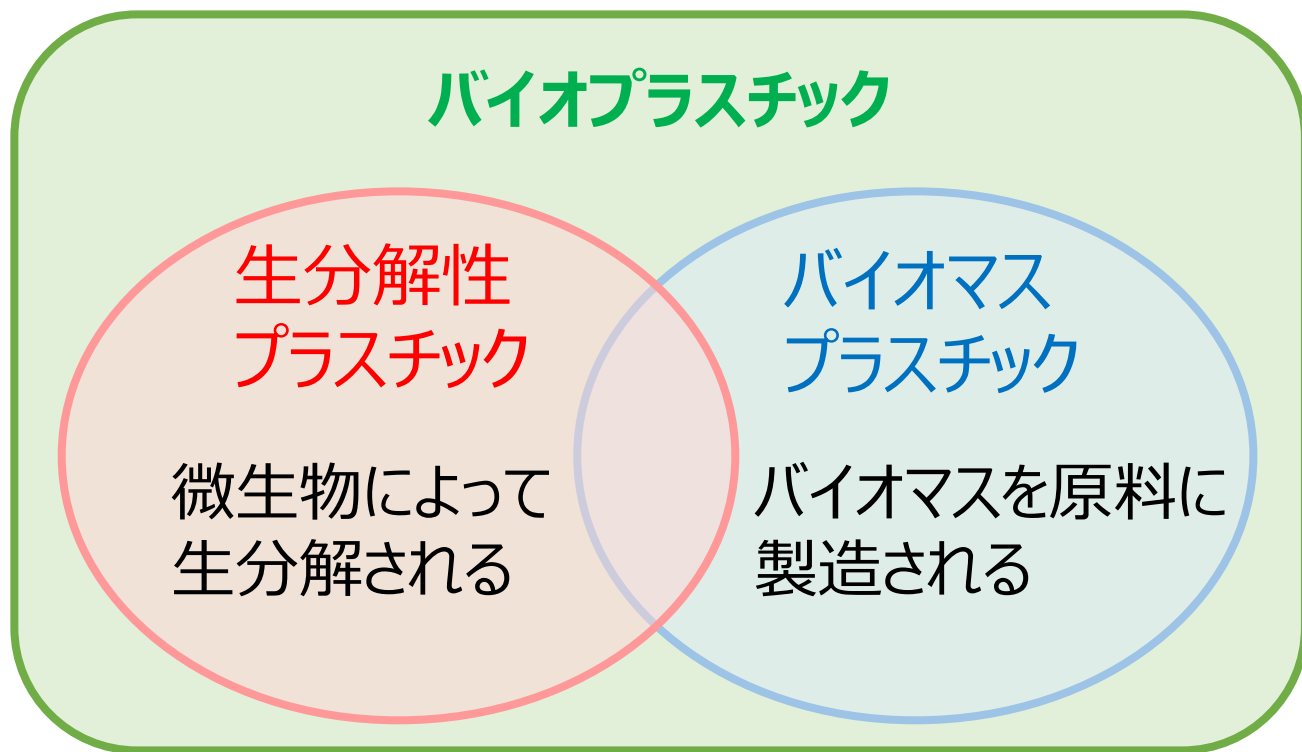 バイオプラスチック
生分解性
プラスチック
微生物によって
生分解される
バイオマス
プラスチック
バイオマスを原料に
製造される